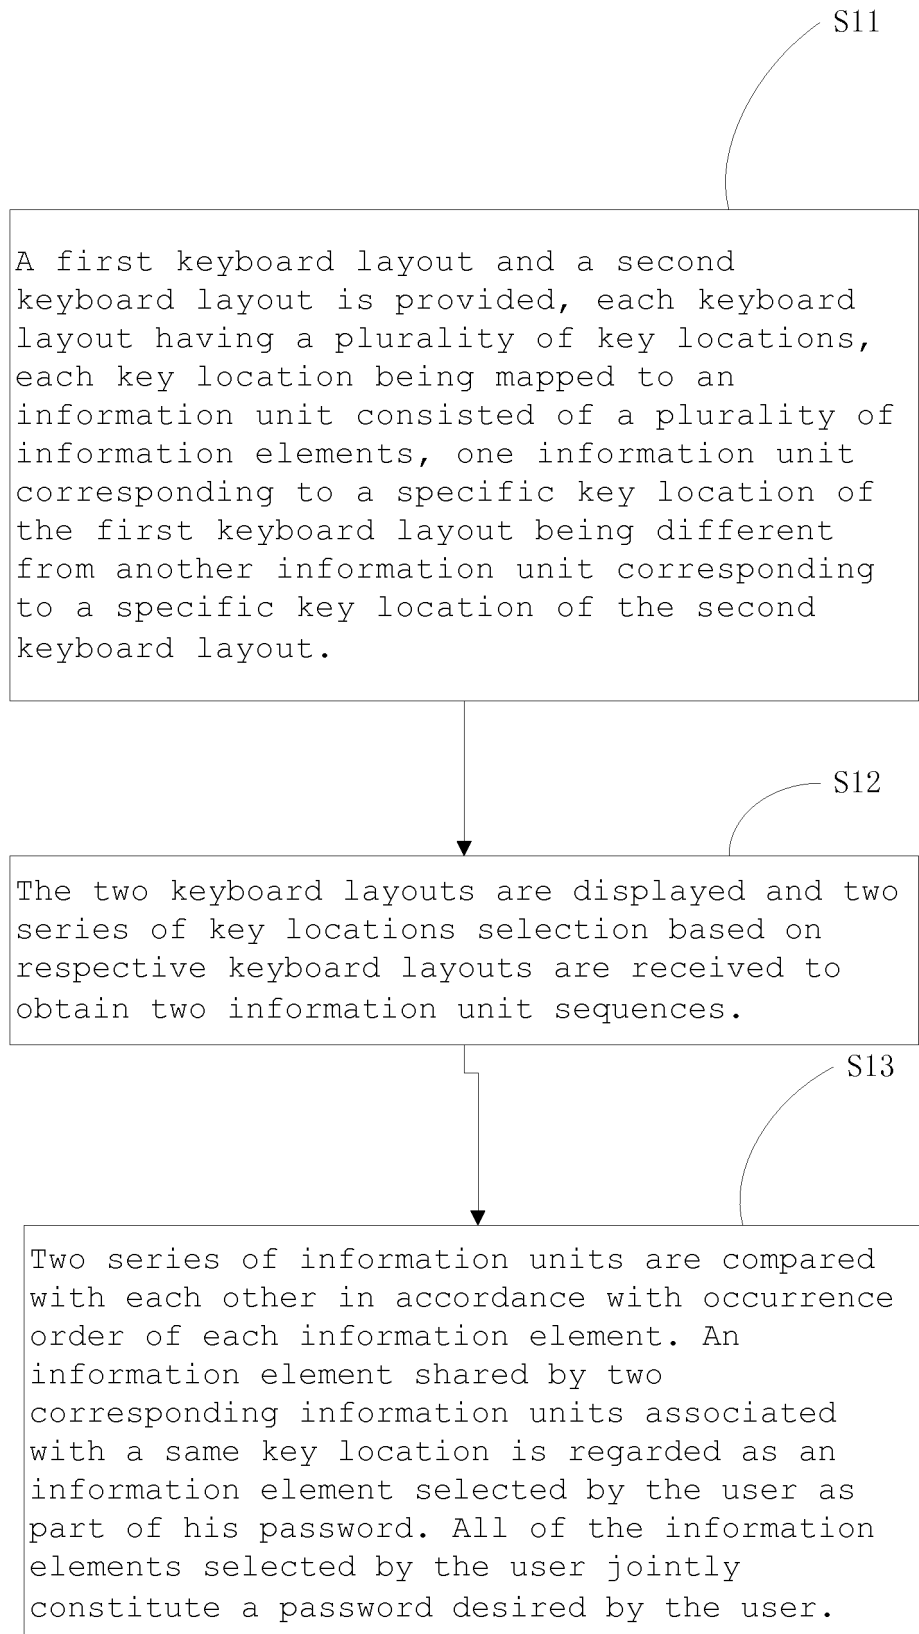 S11
A first keyboard layout and a second
keyboard layout is provided, each keyboard
layout having a plurality of key locations,
each key location being mapped to an
information unit consisted of a plurality of
information elements, one information unit
corresponding to a specific key location of
the first keyboard layout being different
from another information unit corresponding
to a specific key location of the second
keyboard layout.
S12
The two keyboard layouts are displayed and two
series of key locations selection based on
respective keyboard layouts are received to
obtain two information unit sequences.
S13
Two series of information units are compared
with each other in accordance with occurrence
order of each information element. An
information element shared by two
corresponding information units associated
with a same key location is regarded as an
information element selected by the user as
part of his password. All of the information
elements selected by the user jointly
constitute a password desired by the user.